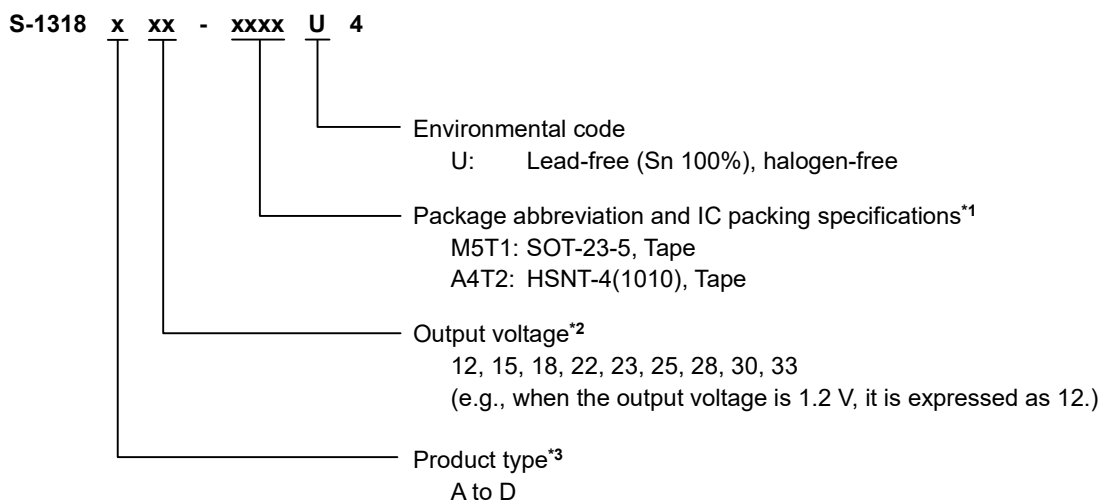 S-1318 x xx - xxxx U 4
Environmental code
U: Lead-free (Sn 100%), halogen-free
Package abbreviation and IC packing specifications*1
M5T1: SOT-23-5, Tape
A4T2: HSNT-4(1010), Tape
Output voltage*2
12, 15, 18, 22, 23, 25, 28, 30, 33
(e.g., when the output voltage is 1.2 V, it is expressed as 12.)
Product type*3
A to D